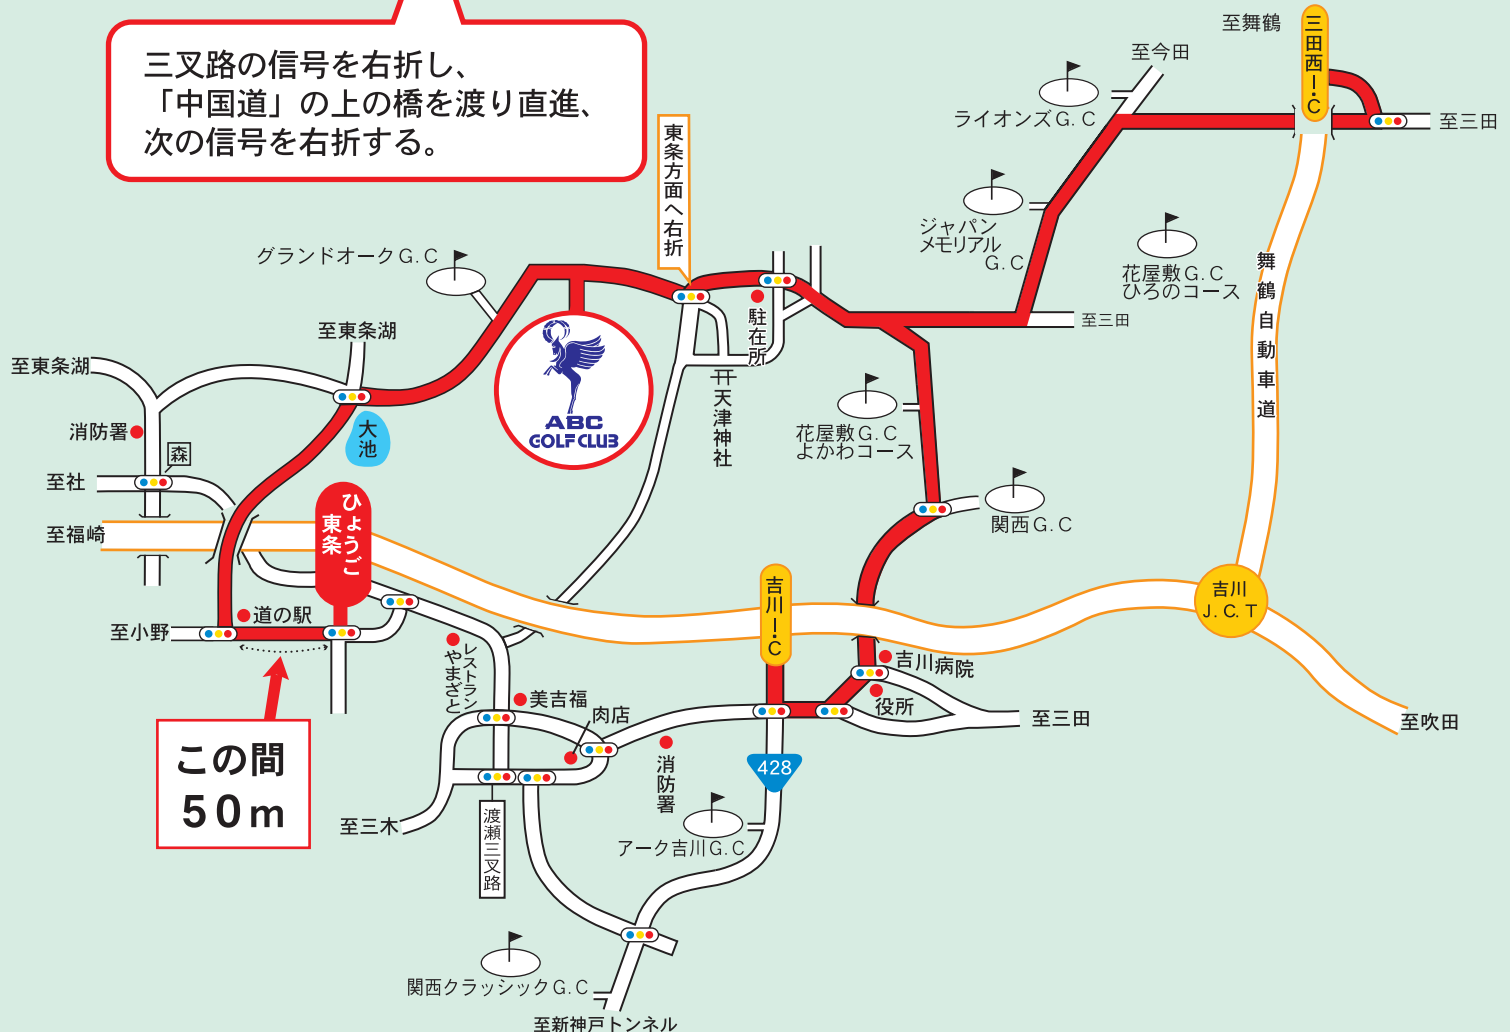 三叉路の信号を右折し、
「中国道」の上の橋を渡り直進、
次の信号を右折する。
至舞鶴
三田西I・C
至今田
ライオンズG.C
至三田
東条方面へ右折
ジャパン
メモリアル
G.C
花屋敷G.C
ひろのコース
舞鶴自動車道
グランドオークG.C
至東条湖
至東条湖
駐在所
至三田
天津神社
ABC
GOLF CLUB
大池
消防署
森
至社
花屋敷G.C
よかわコース
関西G.C
至福崎
ひょうご
東条
道の駅
至小野
吉川I・C
吉川
J.C.T
レストラン
やまさと
吉川病院
役所
至三田
至吹田
美吉福
肉店
消防署
428
この間
50m
至三木
渡瀬三叉路
アーク吉川G.C
関西クラッシックG.C
至新神戸トンネル